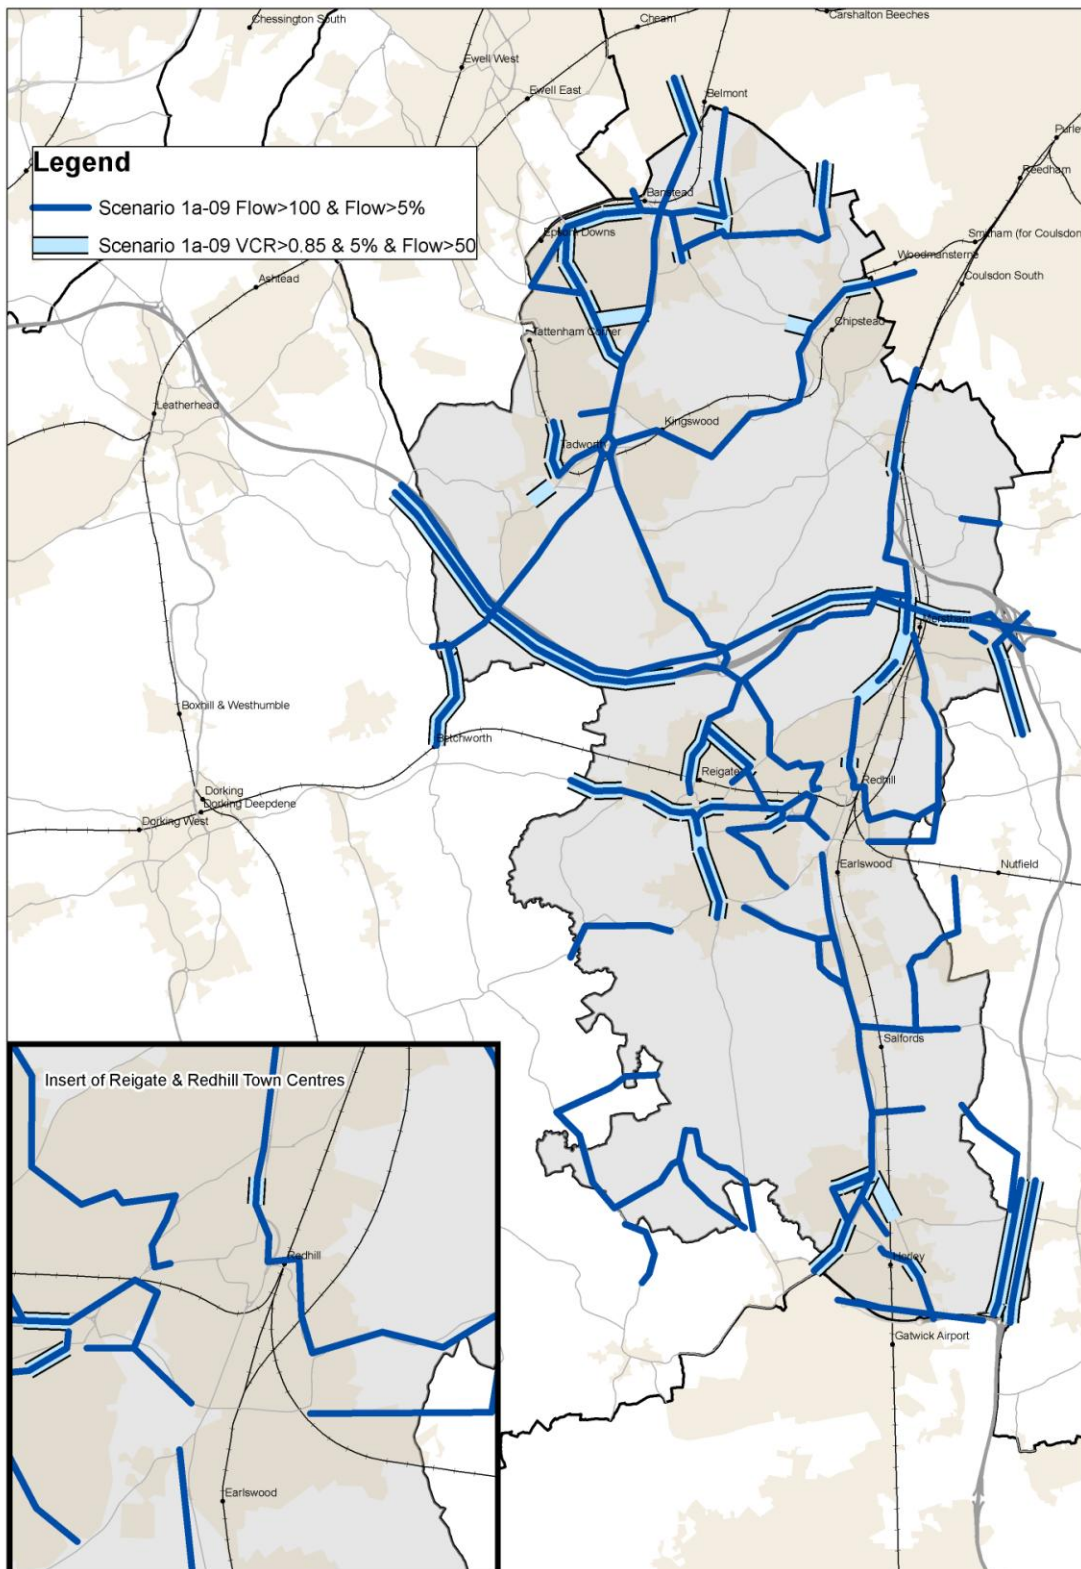 Chessington South
Cheam
Carshalton Beeches
Ewell West
Ewell East
Belmont
Purley
Reedham
Legend
Scenario 1a-09 Flow>100 & Flow>5%
Scenario 1a-09 VCR>0.85 & 5% & Flow>50
Banstead
Epsom Downs
Smitham (for Coulsdon
Woodmansterne
Coulsdon South
Ashtead
Tattenham Corner
Chipstead
Leatherhead
Kingswood
Tadworth
Merstham
Boxhill & Westhumble
Betchworth
Reigate
Redhill
Dorking
Dorking Deepdene
Dorking West
Earlswood
Nutfield
Salfords
Insert of Reigate & Redhill Town Centres
Redhill
Horley
Gatwick Airport
Earlswood